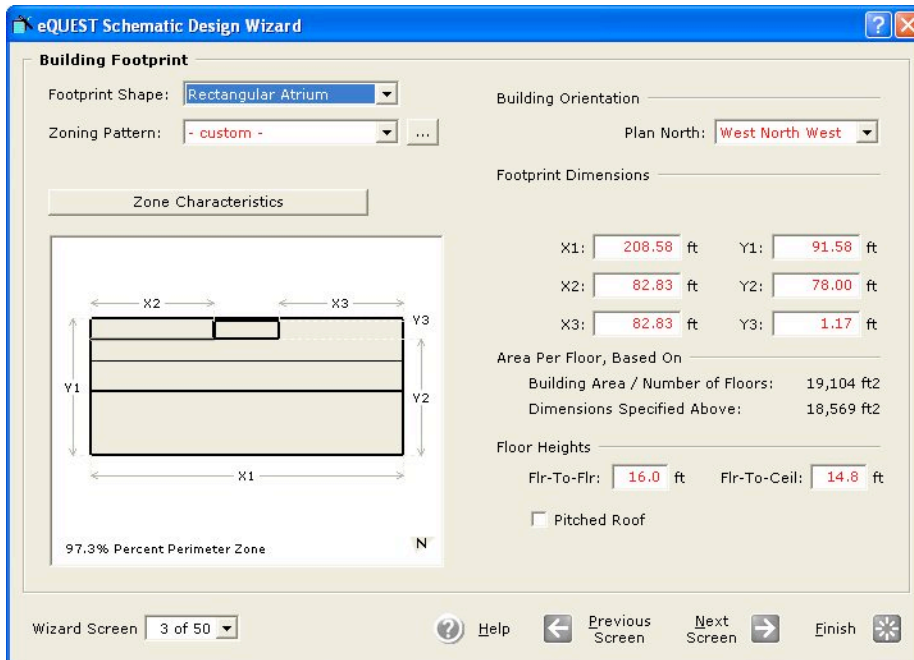 eQUEST Schematic Design Wizard
Building Footprint
Footprint Shape: Rectangular Atrium
Zoning Pattern: - custom - ...
Zone Characteristics
X2 X3
Y3
Y1
Y2
X1
97.3% Percent Perimeter Zone N
Building Orientation
Plan North: West North West
Footprint Dimensions
X1: 208.58 ft Y1: 91.58 ft
X2: 82.83 ft Y2: 78.00 ft
X3: 82.83 ft Y3: 1.17 ft
Area Per Floor, Based On
Building Area / Number of Floors: 19,104 ft2
Dimensions Specified Above: 18,569 ft2
Floor Heights
Flr-To-Flr: 16.0 ft Flr-To-Ceil: 14.8 ft
Pitched Roof
Wizard Screen 3 of 50
? Help
Previous
Screen
Next
Screen
Finish